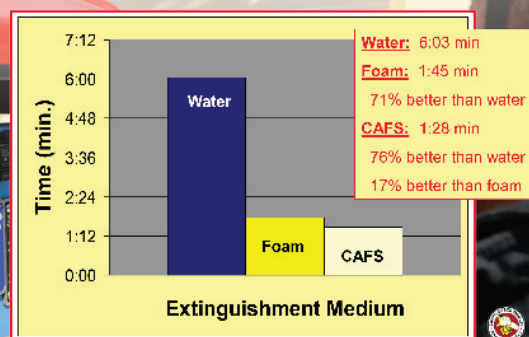 7:12
6:00
4:48
3:36
2:24
1:12
0:00
Time (min.)
Water
Foam
CAFS
Extinguishment Medium
Water: 6:03 min
Foam: 1:45 min
71% better than water
CAFS: 1:28 min
76% better than water
17% better than foam